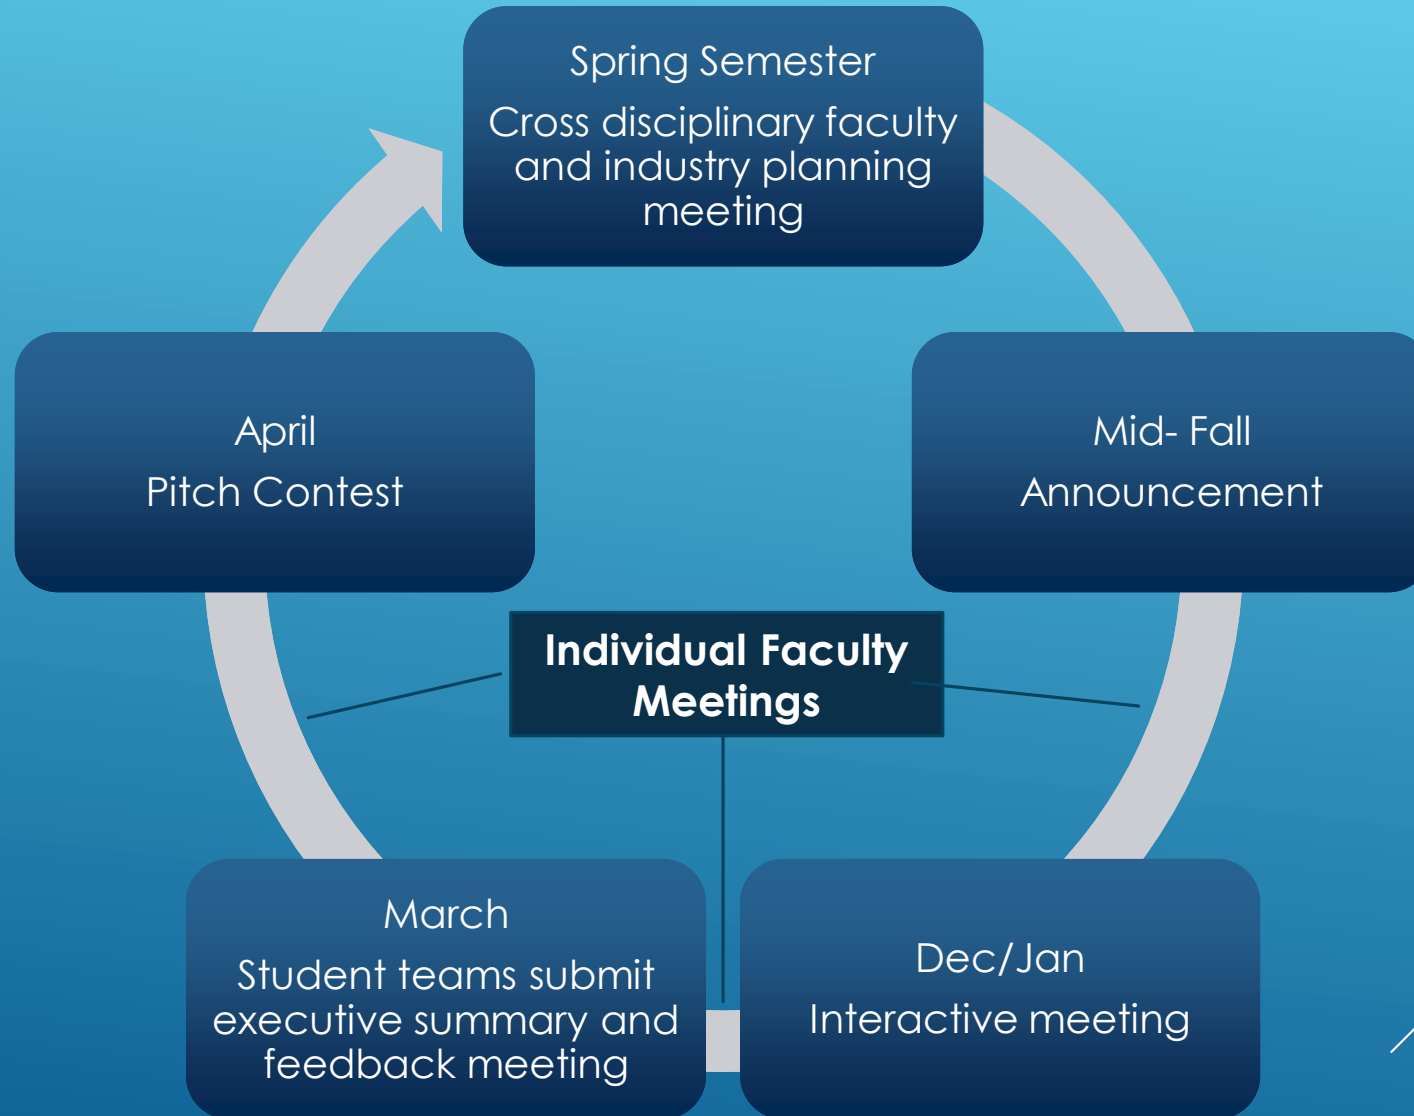 Spring Semester
Cross disciplinary faculty
and industry planning
meeting
Mid- Fall
Announcement
Dec/Jan
Interactive meeting
March
Student teams submit
executive summary and
feedback meeting
April
Pitch Contest
Individual Faculty
Meetings